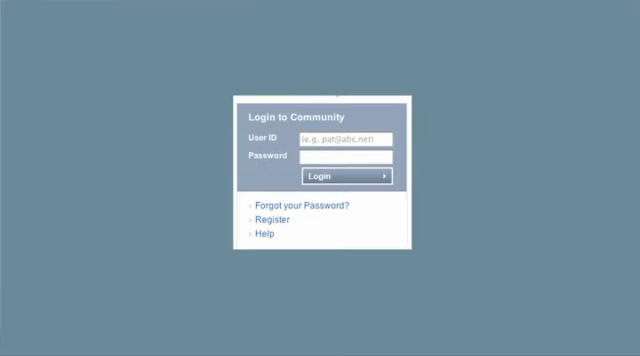 Login to Community
User ID (e.g. pat@abc.net)
Password
Login
Forgot your Password?
Register
Help